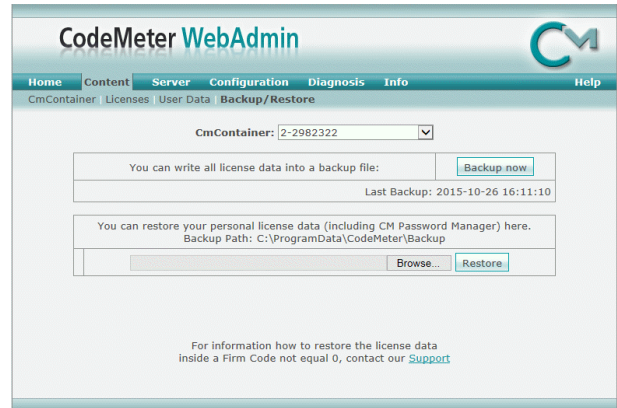 CodeMeter WebAdmin
CM
Home Content Server Configuration Diagnosis Info Help
CmContainer | Licenses | User Data | Backup/Restore
CmContainer: 2-2982322
You can write all license data into a backup file: Backup now
Last Backup: 2015-10-26 16:11:10
You can restore your personal license data (including CM Password Manager) here.
Backup Path: C:\ProgramData\CodeMeter\Backup
Browse... Restore
For information how to restore the license data
inside a Firm Code not equal 0, contact our Support